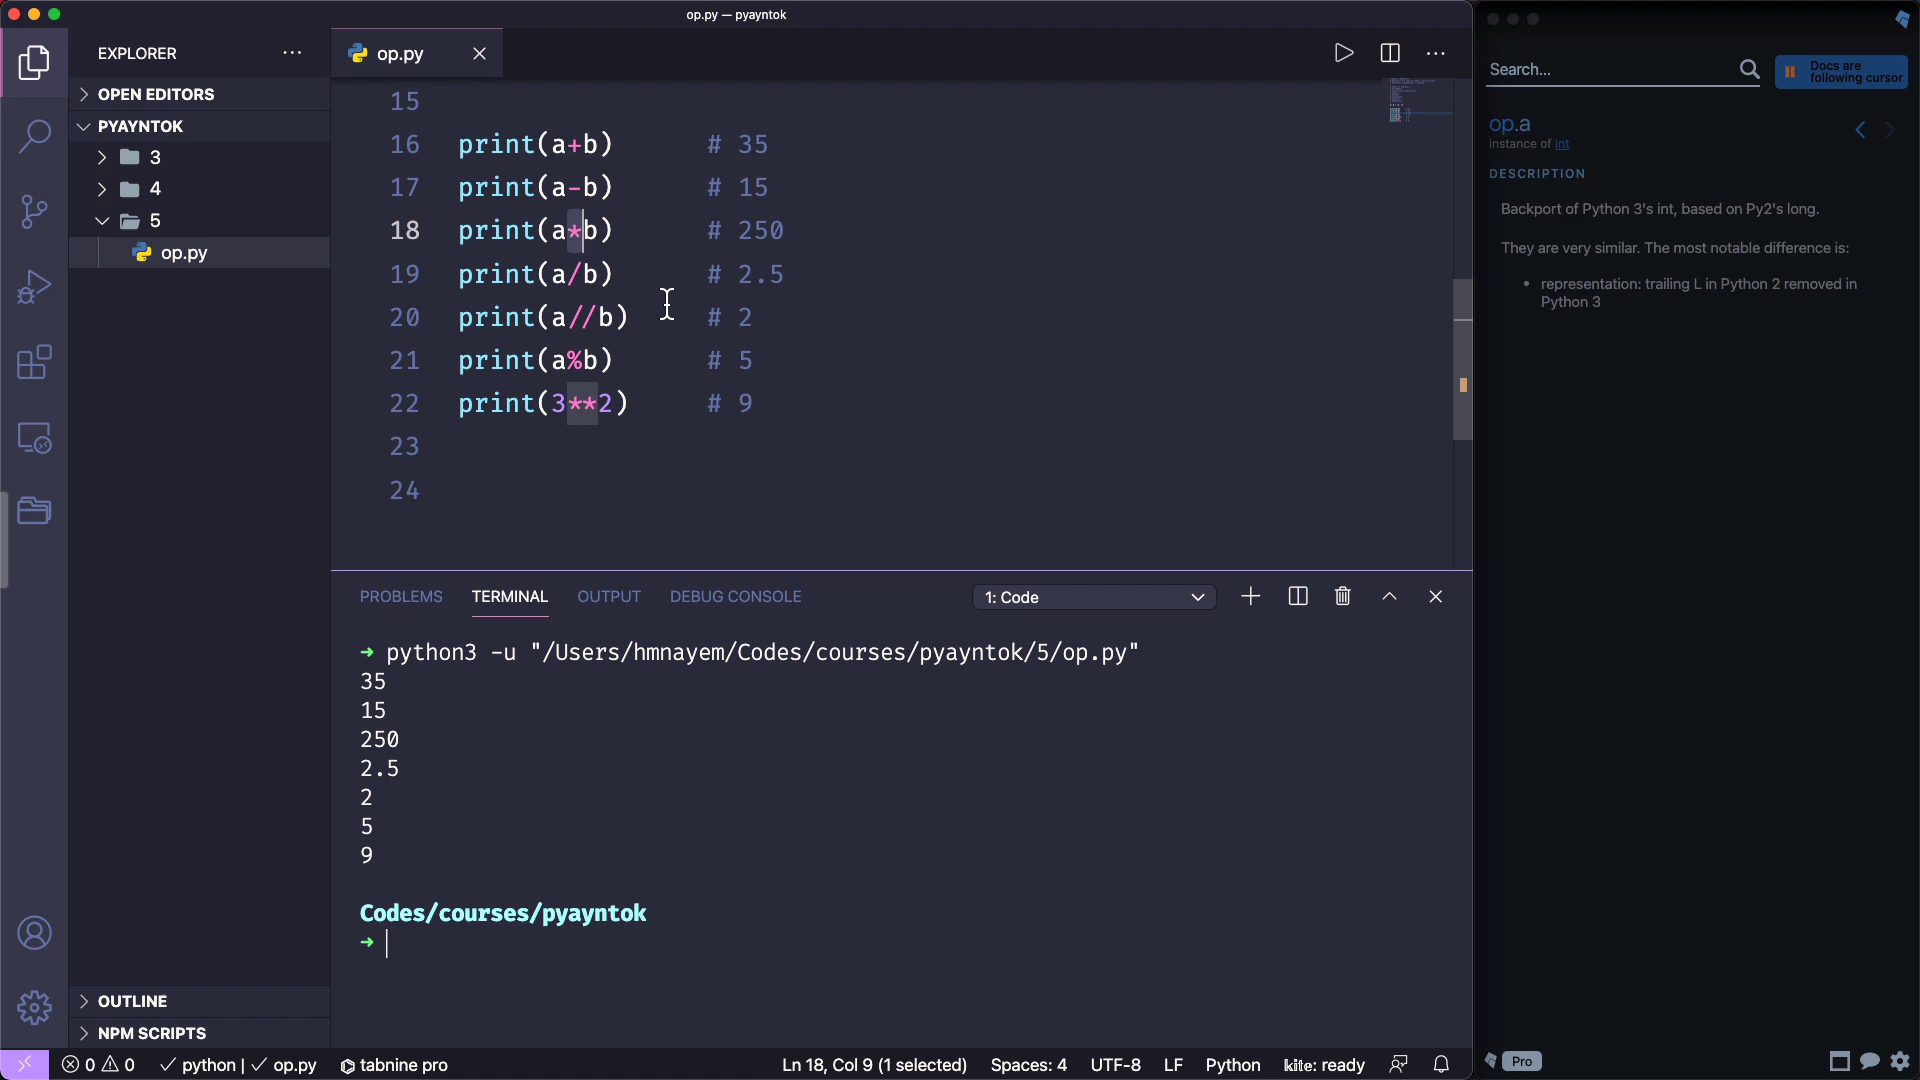 op.py — pyayntok
EXPLORER
OPEN EDITORS
PYAYNTOK
3
4
5
op.py
OUTLINE
NPM SCRIPTS
op.py
15
16 print(a+b) # 35
17 print(a-b) # 15
18 print(a*b) # 250
19 print(a/b) # 2.5
20 print(a//b) # 2
21 print(a%b) # 5
22 print(3**2) # 9
23
24
PROBLEMS TERMINAL OUTPUT DEBUG CONSOLE 1: Code
➜ python3 -u "/Users/hmnayem/Codes/courses/pyayntok/5/op.py"
35
15
250
2.5
2
5
9
Codes/courses/pyayntok
➜
0 0 python | op.py tabnine pro Ln 18, Col 9 (1 selected) Spaces: 4 UTF-8 LF Python kite: ready
Search...
Docs are
following cursor
op.a
instance of int
DESCRIPTION
Backport of Python 3's int, based on Py2's long.
They are very similar. The most notable difference is:
• representation: trailing L in Python 2 removed in
Python 3
Pro